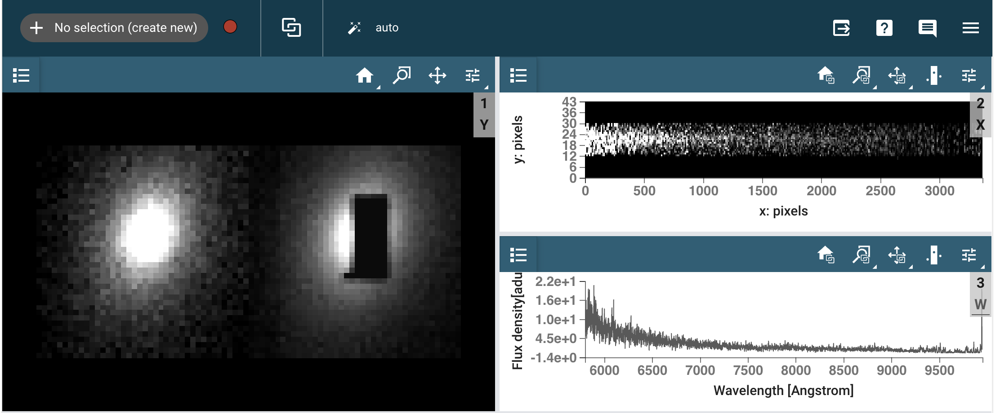 No selection (create new)
auto
1
Y
2
X
y: pixels
43
36
30
24
18
12
6
0
0 500 1000 1500 2000 2500 3000
x: pixels
3
W
Flux density[adu
2.2e+1
1.6e+1
1.0e+1
4.5e+0
-1.4e+0
6000 6500 7000 7500 8000 8500 9000 9500
Wavelength [Angstrom]